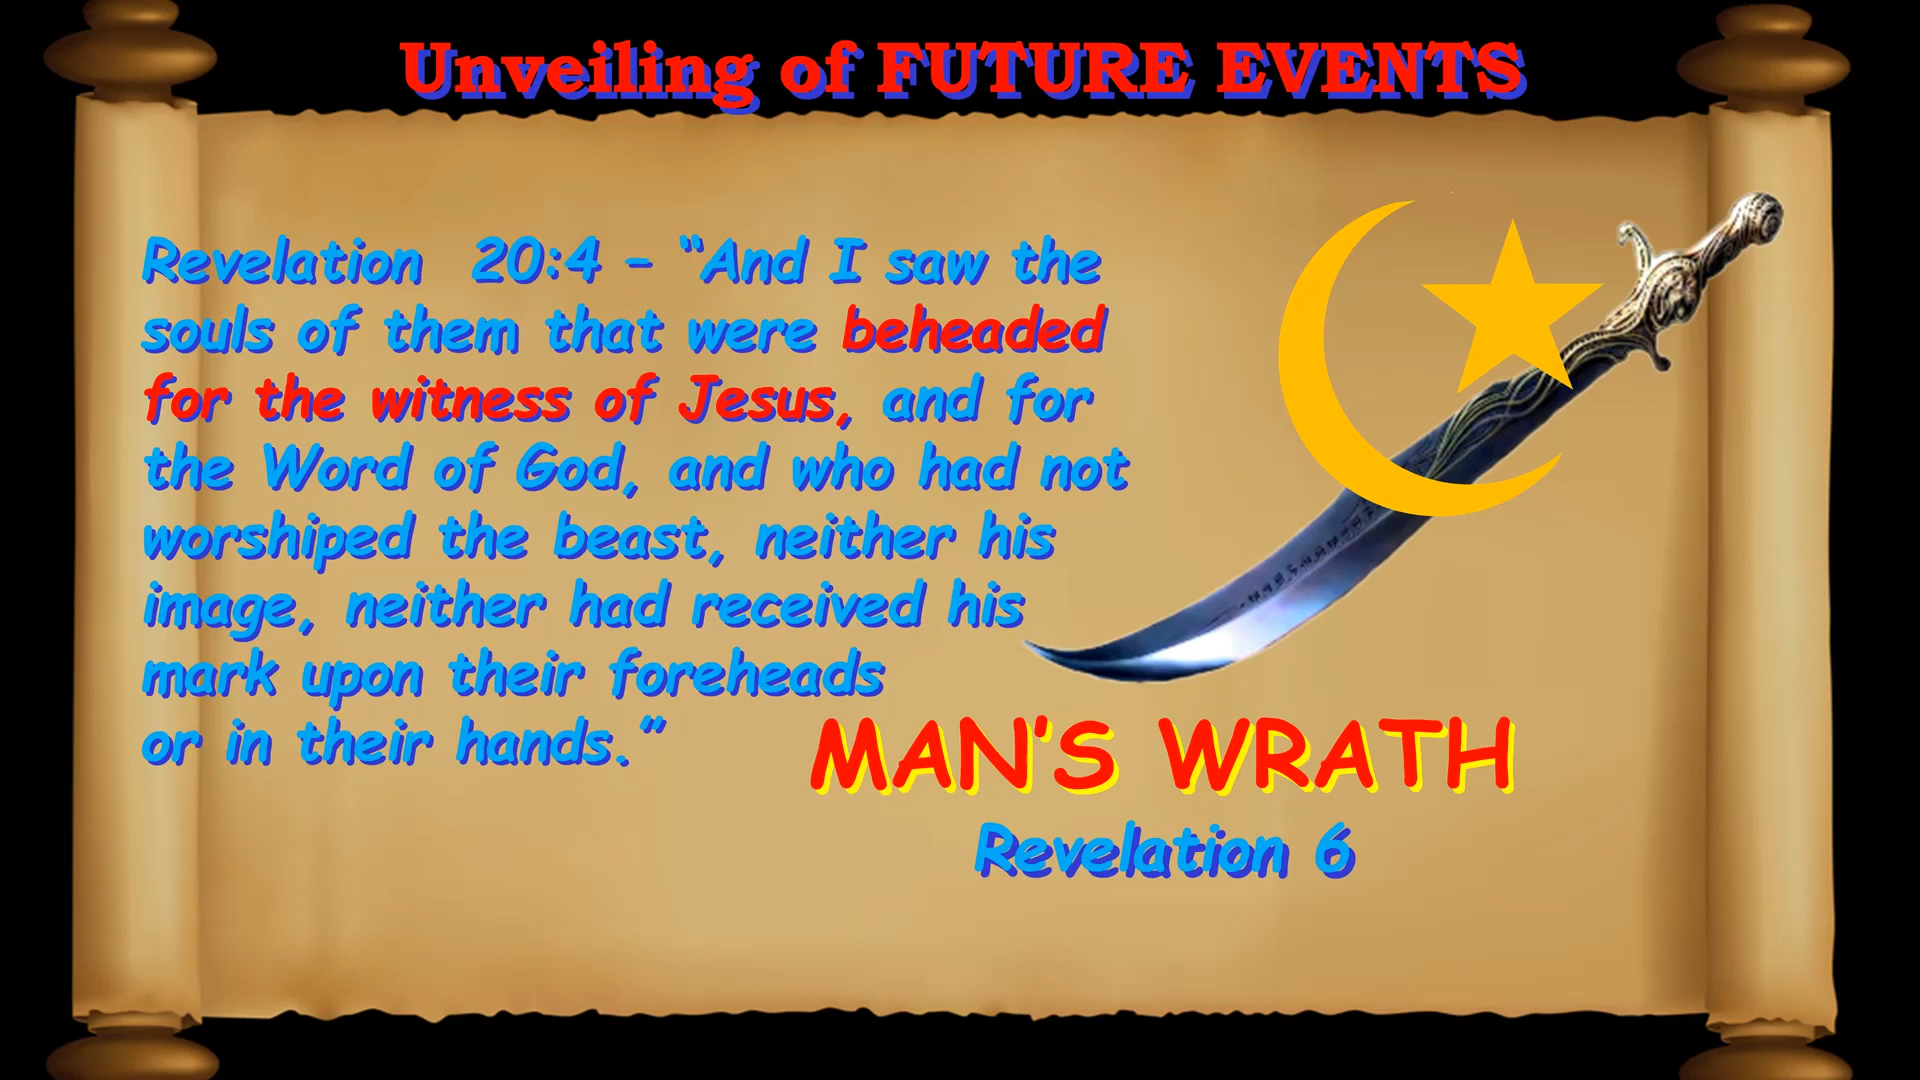 Unveiling of FUTURE EVENTS
Revelation 20:4 – “And I saw the
souls of them that were beheaded
for the witness of Jesus, and for
the Word of God, and who had not
worshiped the beast, neither his
image, neither had received his
mark upon their foreheads
or in their hands.”
MAN'S WRATH
Revelation 6